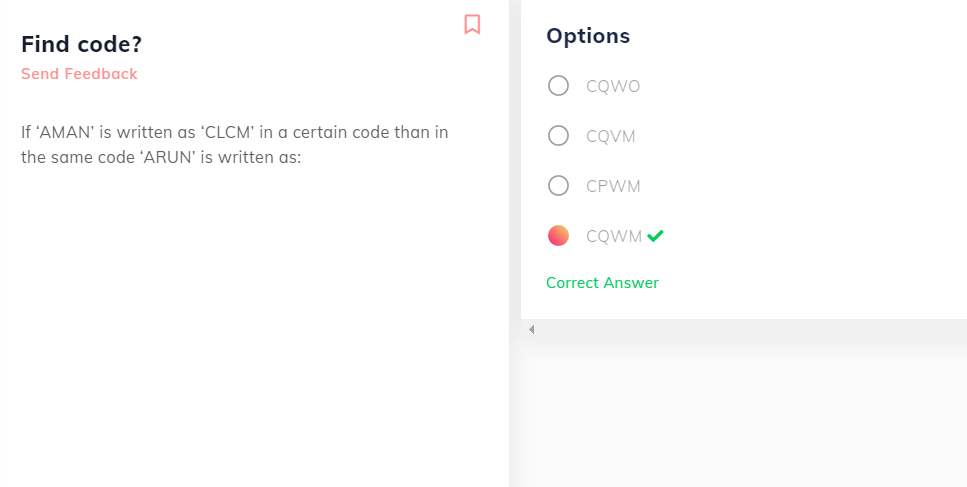 Find code?
Send Feedback
If ‘AMAN’ is written as ‘CLCM’ in a certain code than in
the same code ‘ARUN’ is written as:
Options
CQWO
CQVM
CPWM
CQWM
Correct Answer